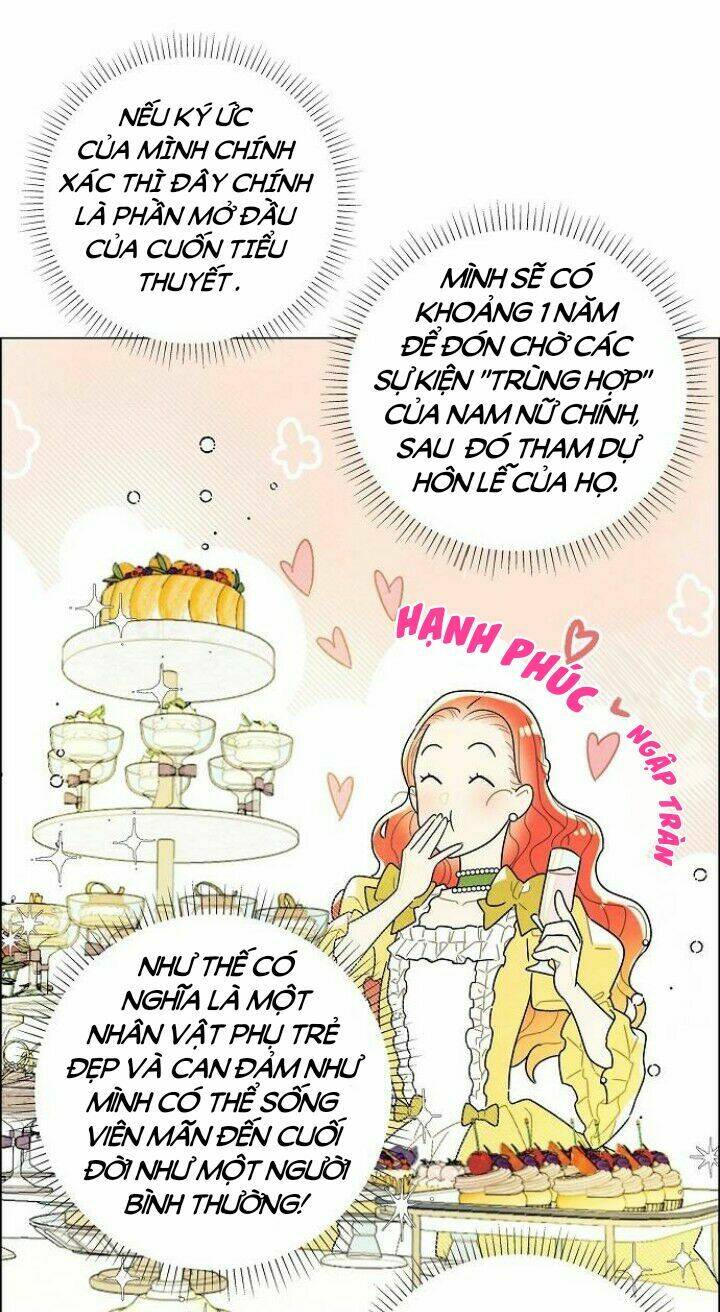 NẾU KÝ ỨC
CỦA MÌNH CHÍNH
XÁC THÌ ĐÂY CHÍNH
LÀ PHẦN MỞ ĐẦU
CỦA CUỐN TIỂU
THUYẾT .
MÌNH SẼ CÓ
KHOẢNG 1 NĂM
ĐỂ ĐÓN CHỜ CÁC
SỰ KIỆN "TRÙNG HỢP"
CỦA NAM NỮ CHÍNH,
SAU ĐÓ THAM DỰ
HÔN LỄ CỦA HỌ.
HẠNH PHÚC
NGẬP TRÀN
NHƯ THẾ CÓ
NGHĨA LÀ MỘT
NHÂN VẬT PHỤ TRẺ
ĐẸP VÀ CAN ĐẢM NHƯ
MÌNH CÓ THỂ SỐNG
VIÊN MÃN ĐẾN CUỐI
ĐỜI NHƯ MỘT NGƯỜI
BÌNH THƯỜNG!